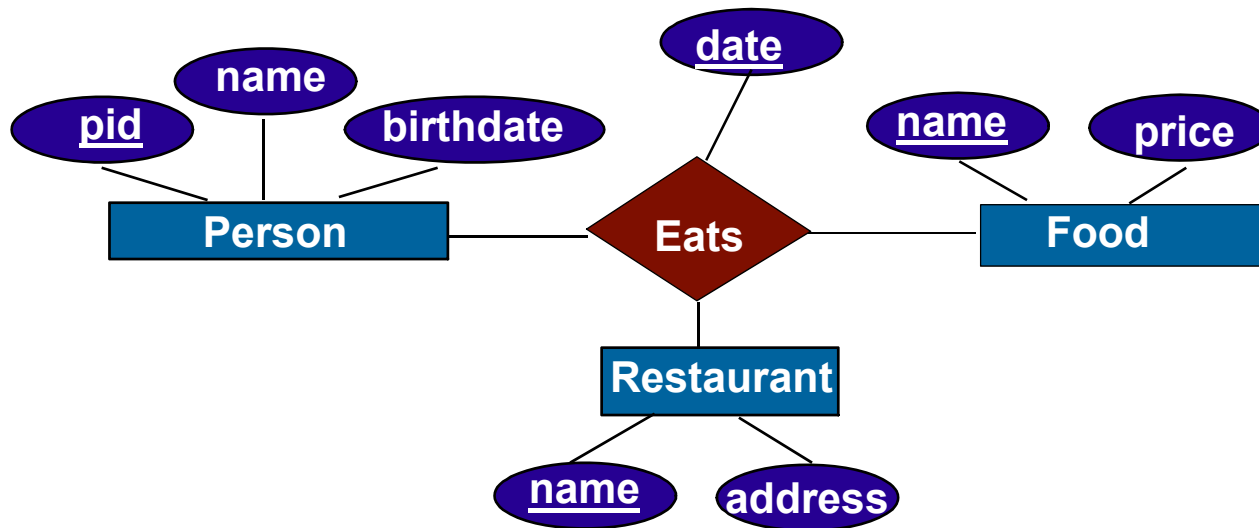 date
name
pid
birthdate
name
price
Person
Eats
Food
Restaurant
name
address